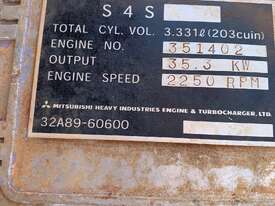 S4S
TOTAL CYL. VOL. 3.331ℓ(203cuin)
ENGINE NO. 351402
OUTPUT 35.3 KW
ENGINE SPEED 2250 RPM
MITSUBISHI HEAVY INDUSTRIES ENGINE & TURBOCHARGER, LTD.
32A89-60600